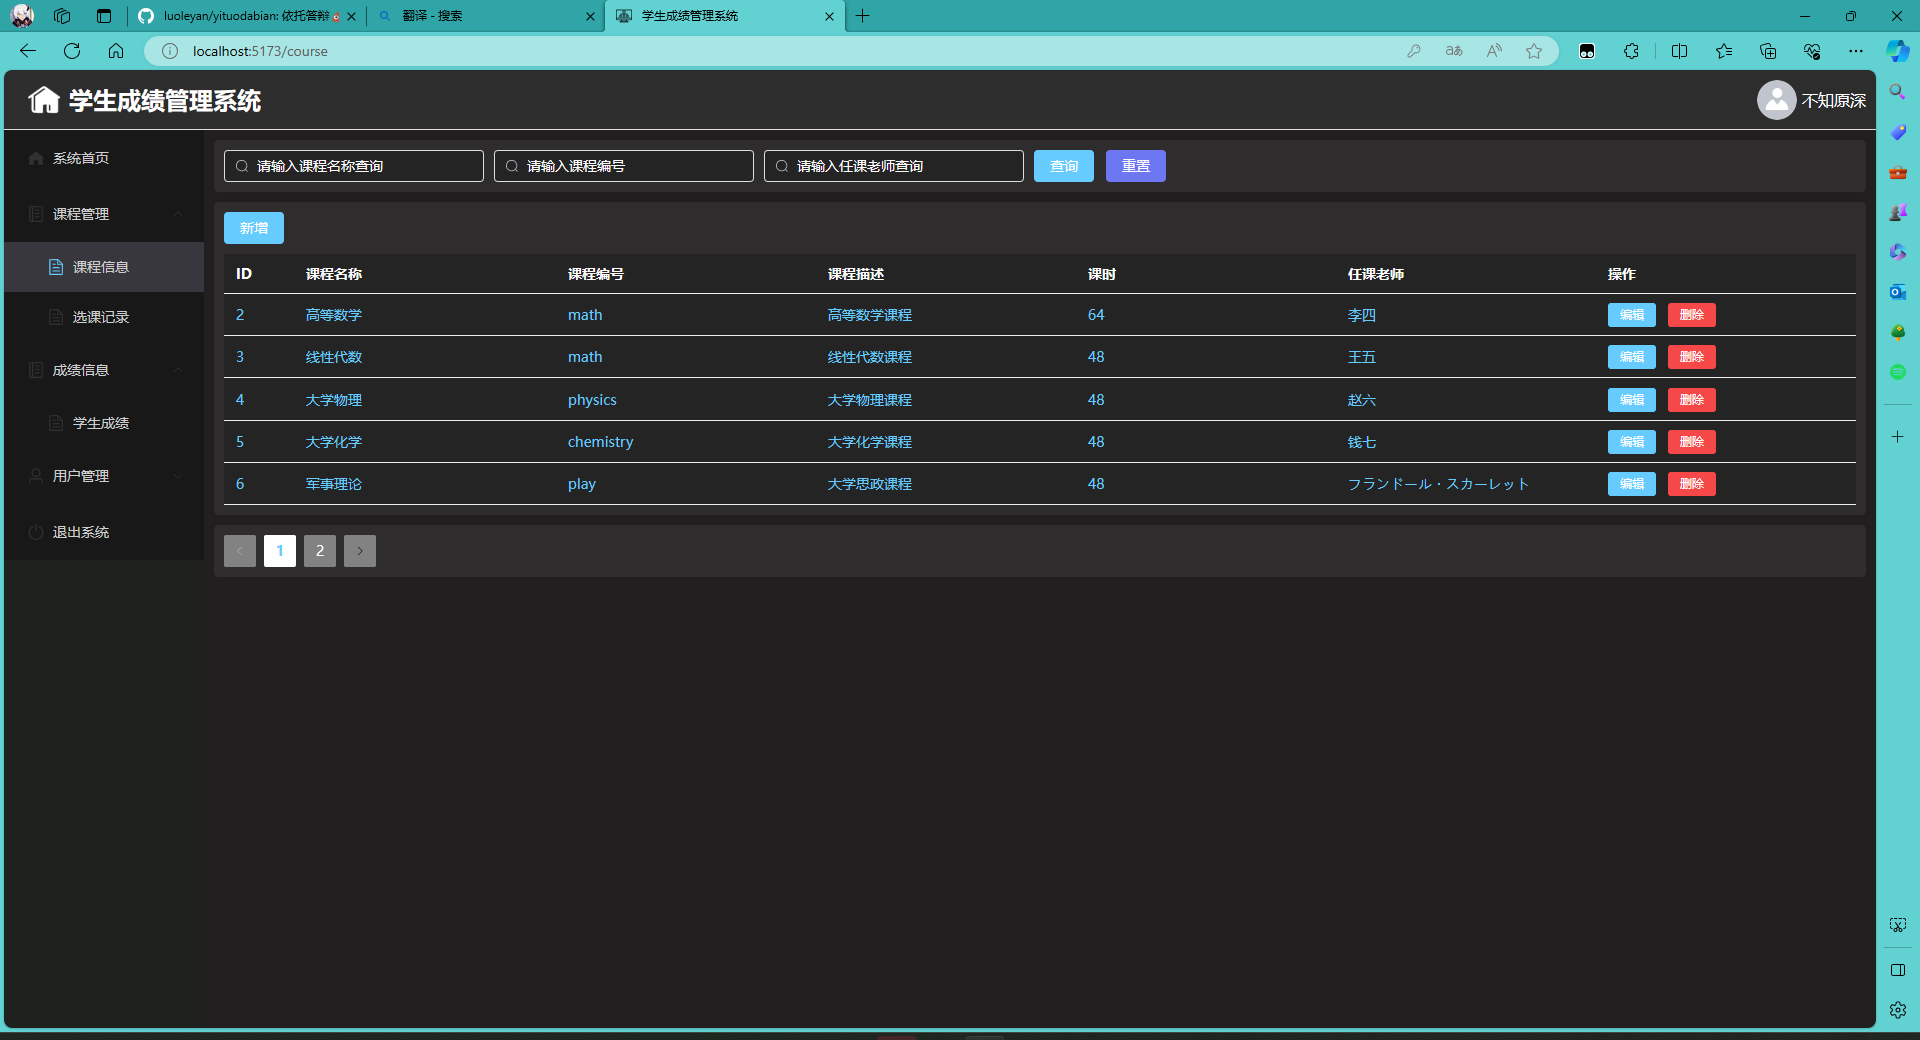 luoleyan/yituodabian: 依托答辩
翻译 - 搜索
学生成绩管理系统
localhost:5173/course
学生成绩管理系统
不知原深
系统首页
课程管理
课程信息
选课记录
成绩信息
学生成绩
用户管理
退出系统
请输入课程名称查询 请输入课程编号 请输入任课老师查询 查询 重置
新增
ID 课程名称 课程编号 课程描述 课时 任课老师 操作
2 高等数学 math 高等数学课程 64 李四 编辑 删除
3 线性代数 math 线性代数课程 48 王五 编辑 删除
4 大学物理 physics 大学物理课程 48 赵六 编辑 删除
5 大学化学 chemistry 大学化学课程 48 钱七 编辑 删除
6 军事理论 play 大学思政课程 48 フランドール・スカーレット 编辑 删除
1 2